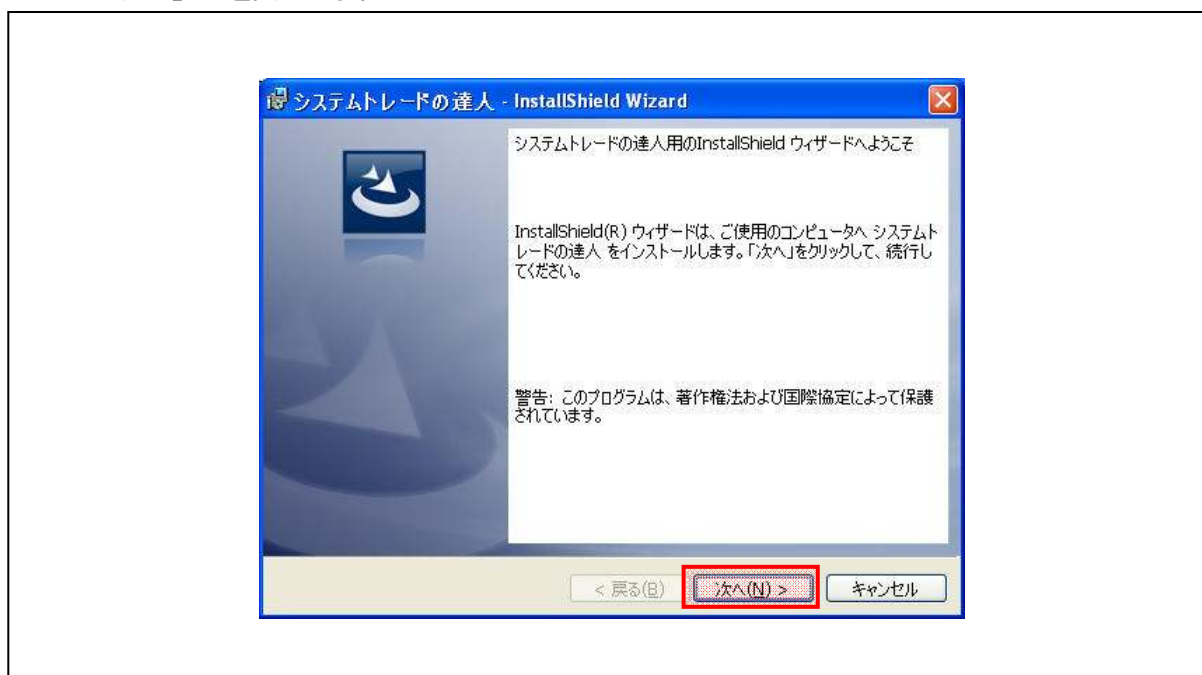 システムトレードの達人 - InstallShield Wizard
システムトレードの達人用のInstallShield ウィザードへようこそ
InstallShield(R) ウィザードは、ご使用のコンピュータへ システムト
レードの達人 をインストールします。「次へ」をクリックして、続行し
てください。
警告: このプログラムは、著作権法および国際協定によって保護
されています。
< 戻る(B)
次へ(N) >
キャンセル